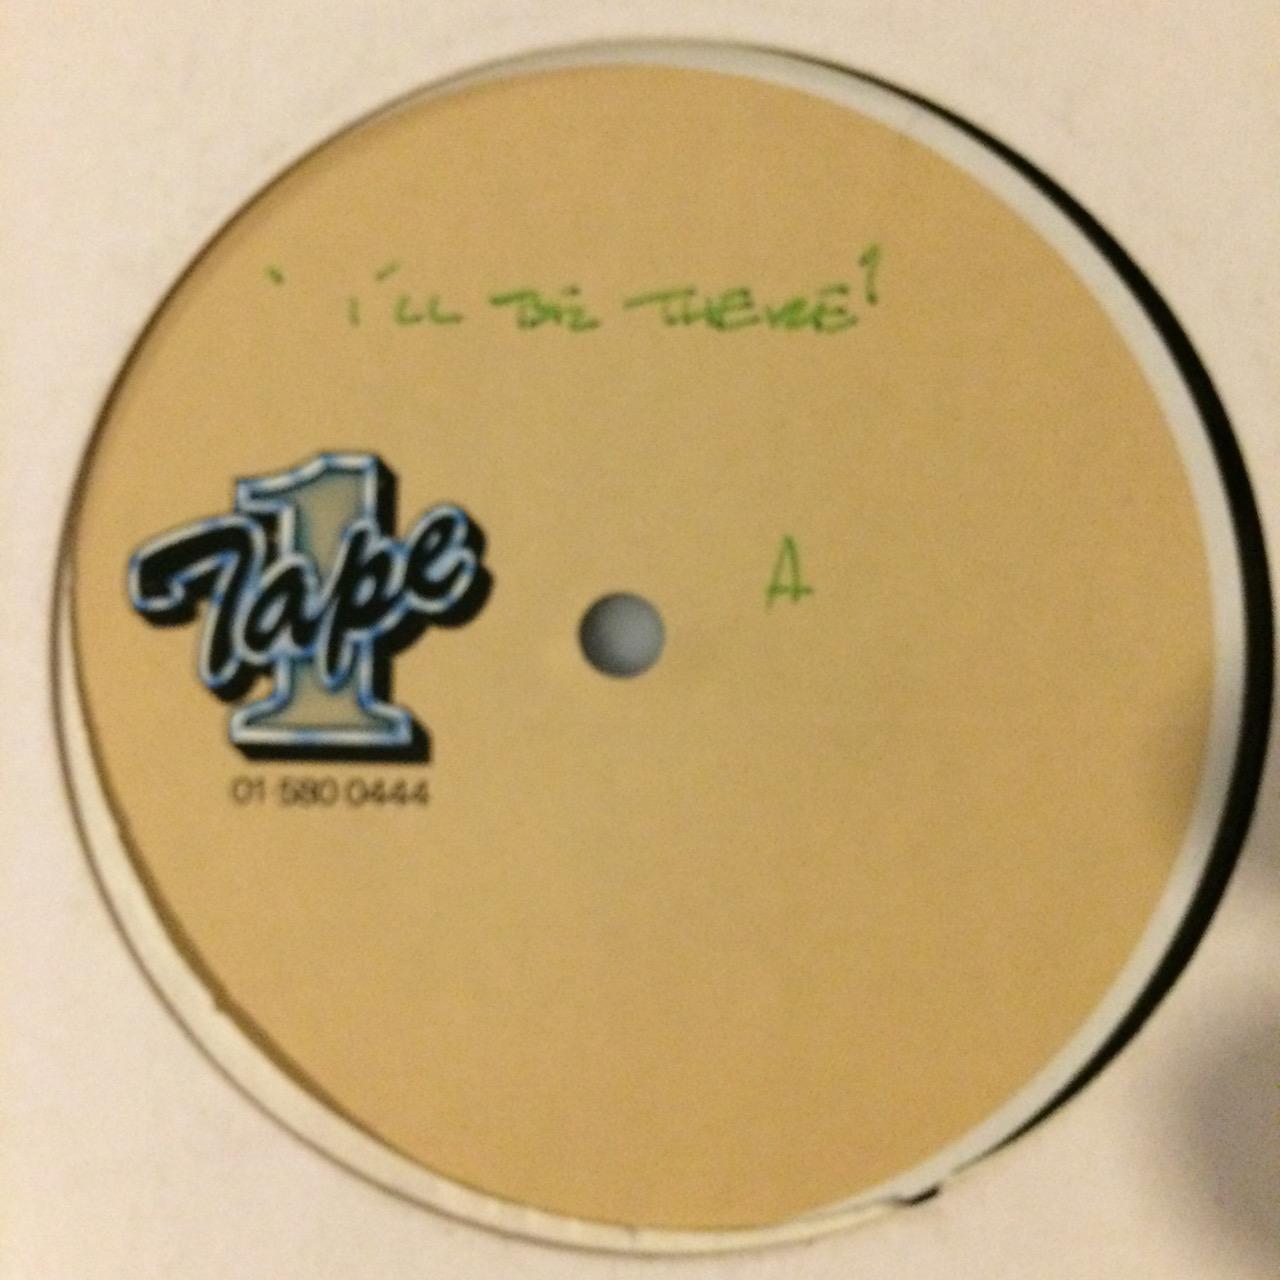 'I'LL BE THERE'
Tape 1
A
01 580 0444